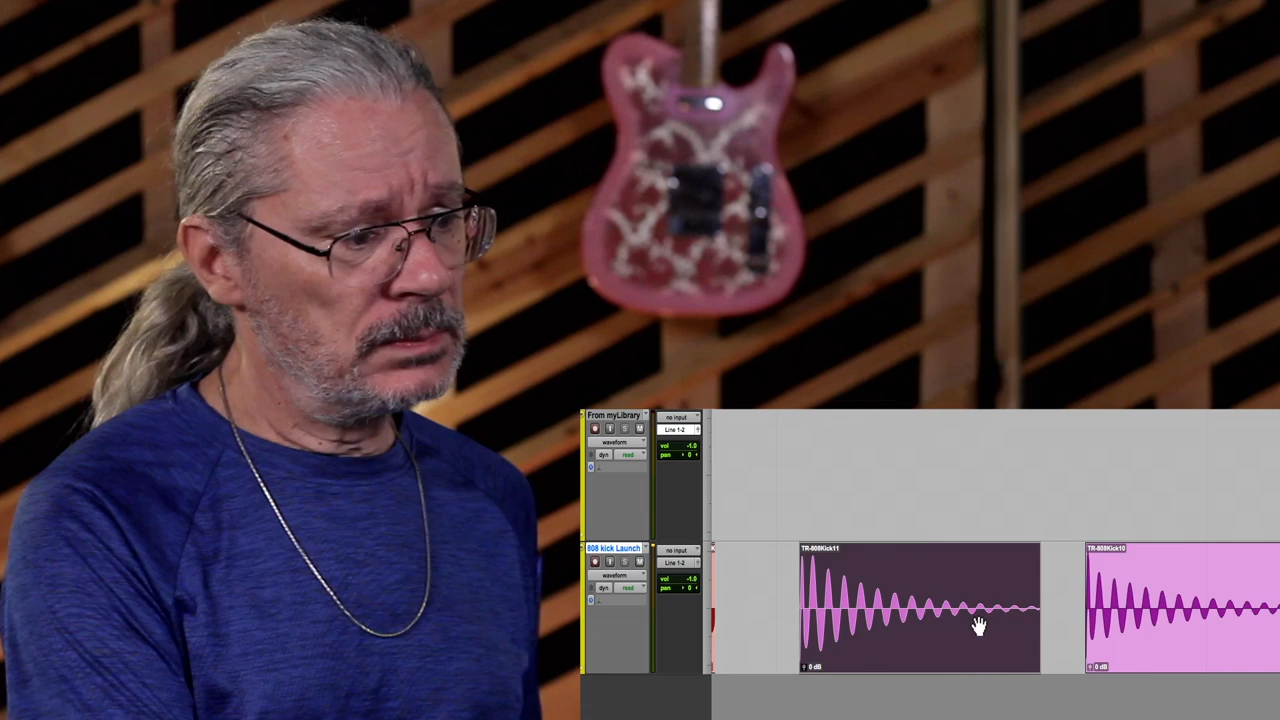 From myLibrary
no input
I S M
Line 1-2
waveform
vol -1.0
dyn read
pan 0
808 kick Launch
no input
I S M
Line 1-2
waveform
vol -1.0
dyn read
pan 0
TR-808Kick11
0 dB
TR-808Kick10
0 dB